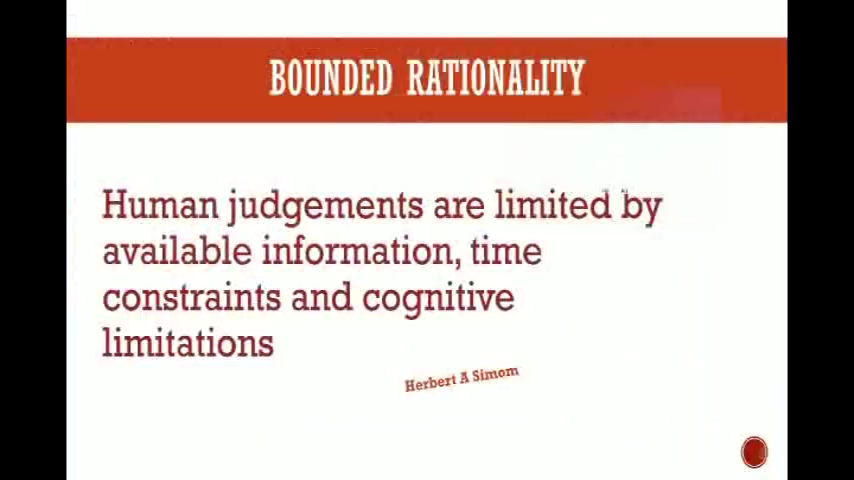 BOUNDED RATIONALITY
Human judgements are limited by
available information, time
constraints and cognitive
limitations
Herbert A Simom